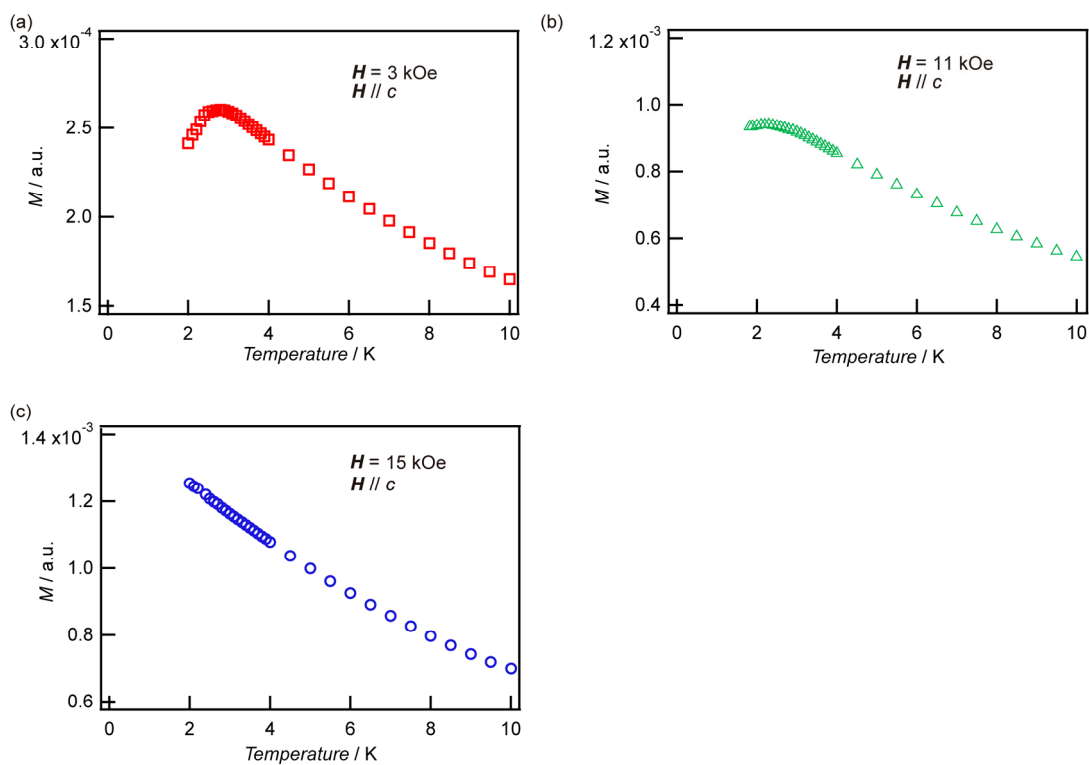 (a)
3.0 x10⁻⁴
2.5
2.0
1.5
M / a.u.
H = 3 kOe
H // c
0 2 4 6 8 10
Temperature / K
(b)
1.2 x10⁻³
1.0
0.8
0.6
0.4
M / a.u.
H = 11 kOe
H // c
0 2 4 6 8 10
Temperature / K
(c)
1.4 x10⁻³
1.2
1.0
0.8
0.6
M / a.u.
H = 15 kOe
H // c
0 2 4 6 8 10
Temperature / K